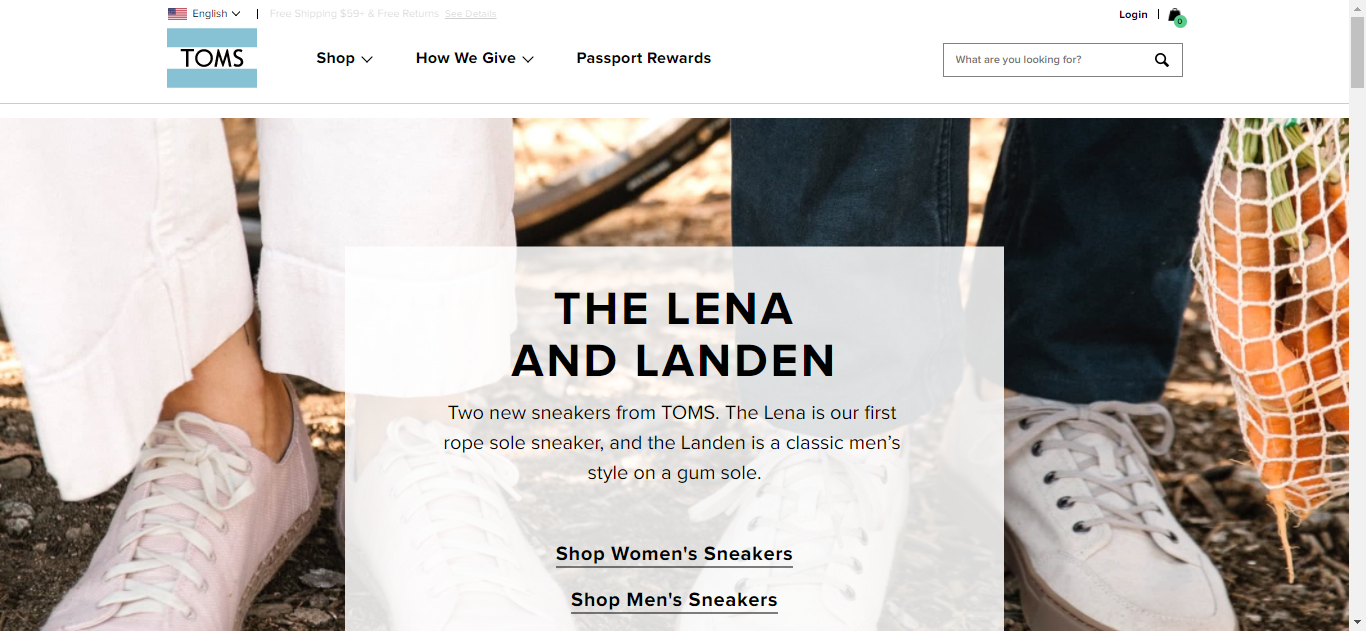 English
Free Shipping $59+ & Free Returns See Details
Login
0
TOMS
Shop
How We Give
Passport Rewards
What are you looking for?
THE LENA
AND LANDEN
Two new sneakers from TOMS. The Lena is our first
rope sole sneaker, and the Landen is a classic men’s
style on a gum sole.
Shop Women's Sneakers
Shop Men's Sneakers